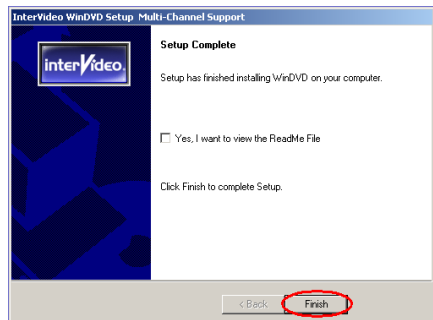 InterVideo WinDVD Setup Multi-Channel Support
interVideo.
Setup Complete
Setup has finished installing WinDVD on your computer.
Yes, I want to view the ReadMe File
Click Finish to complete Setup.
< Back
Finish